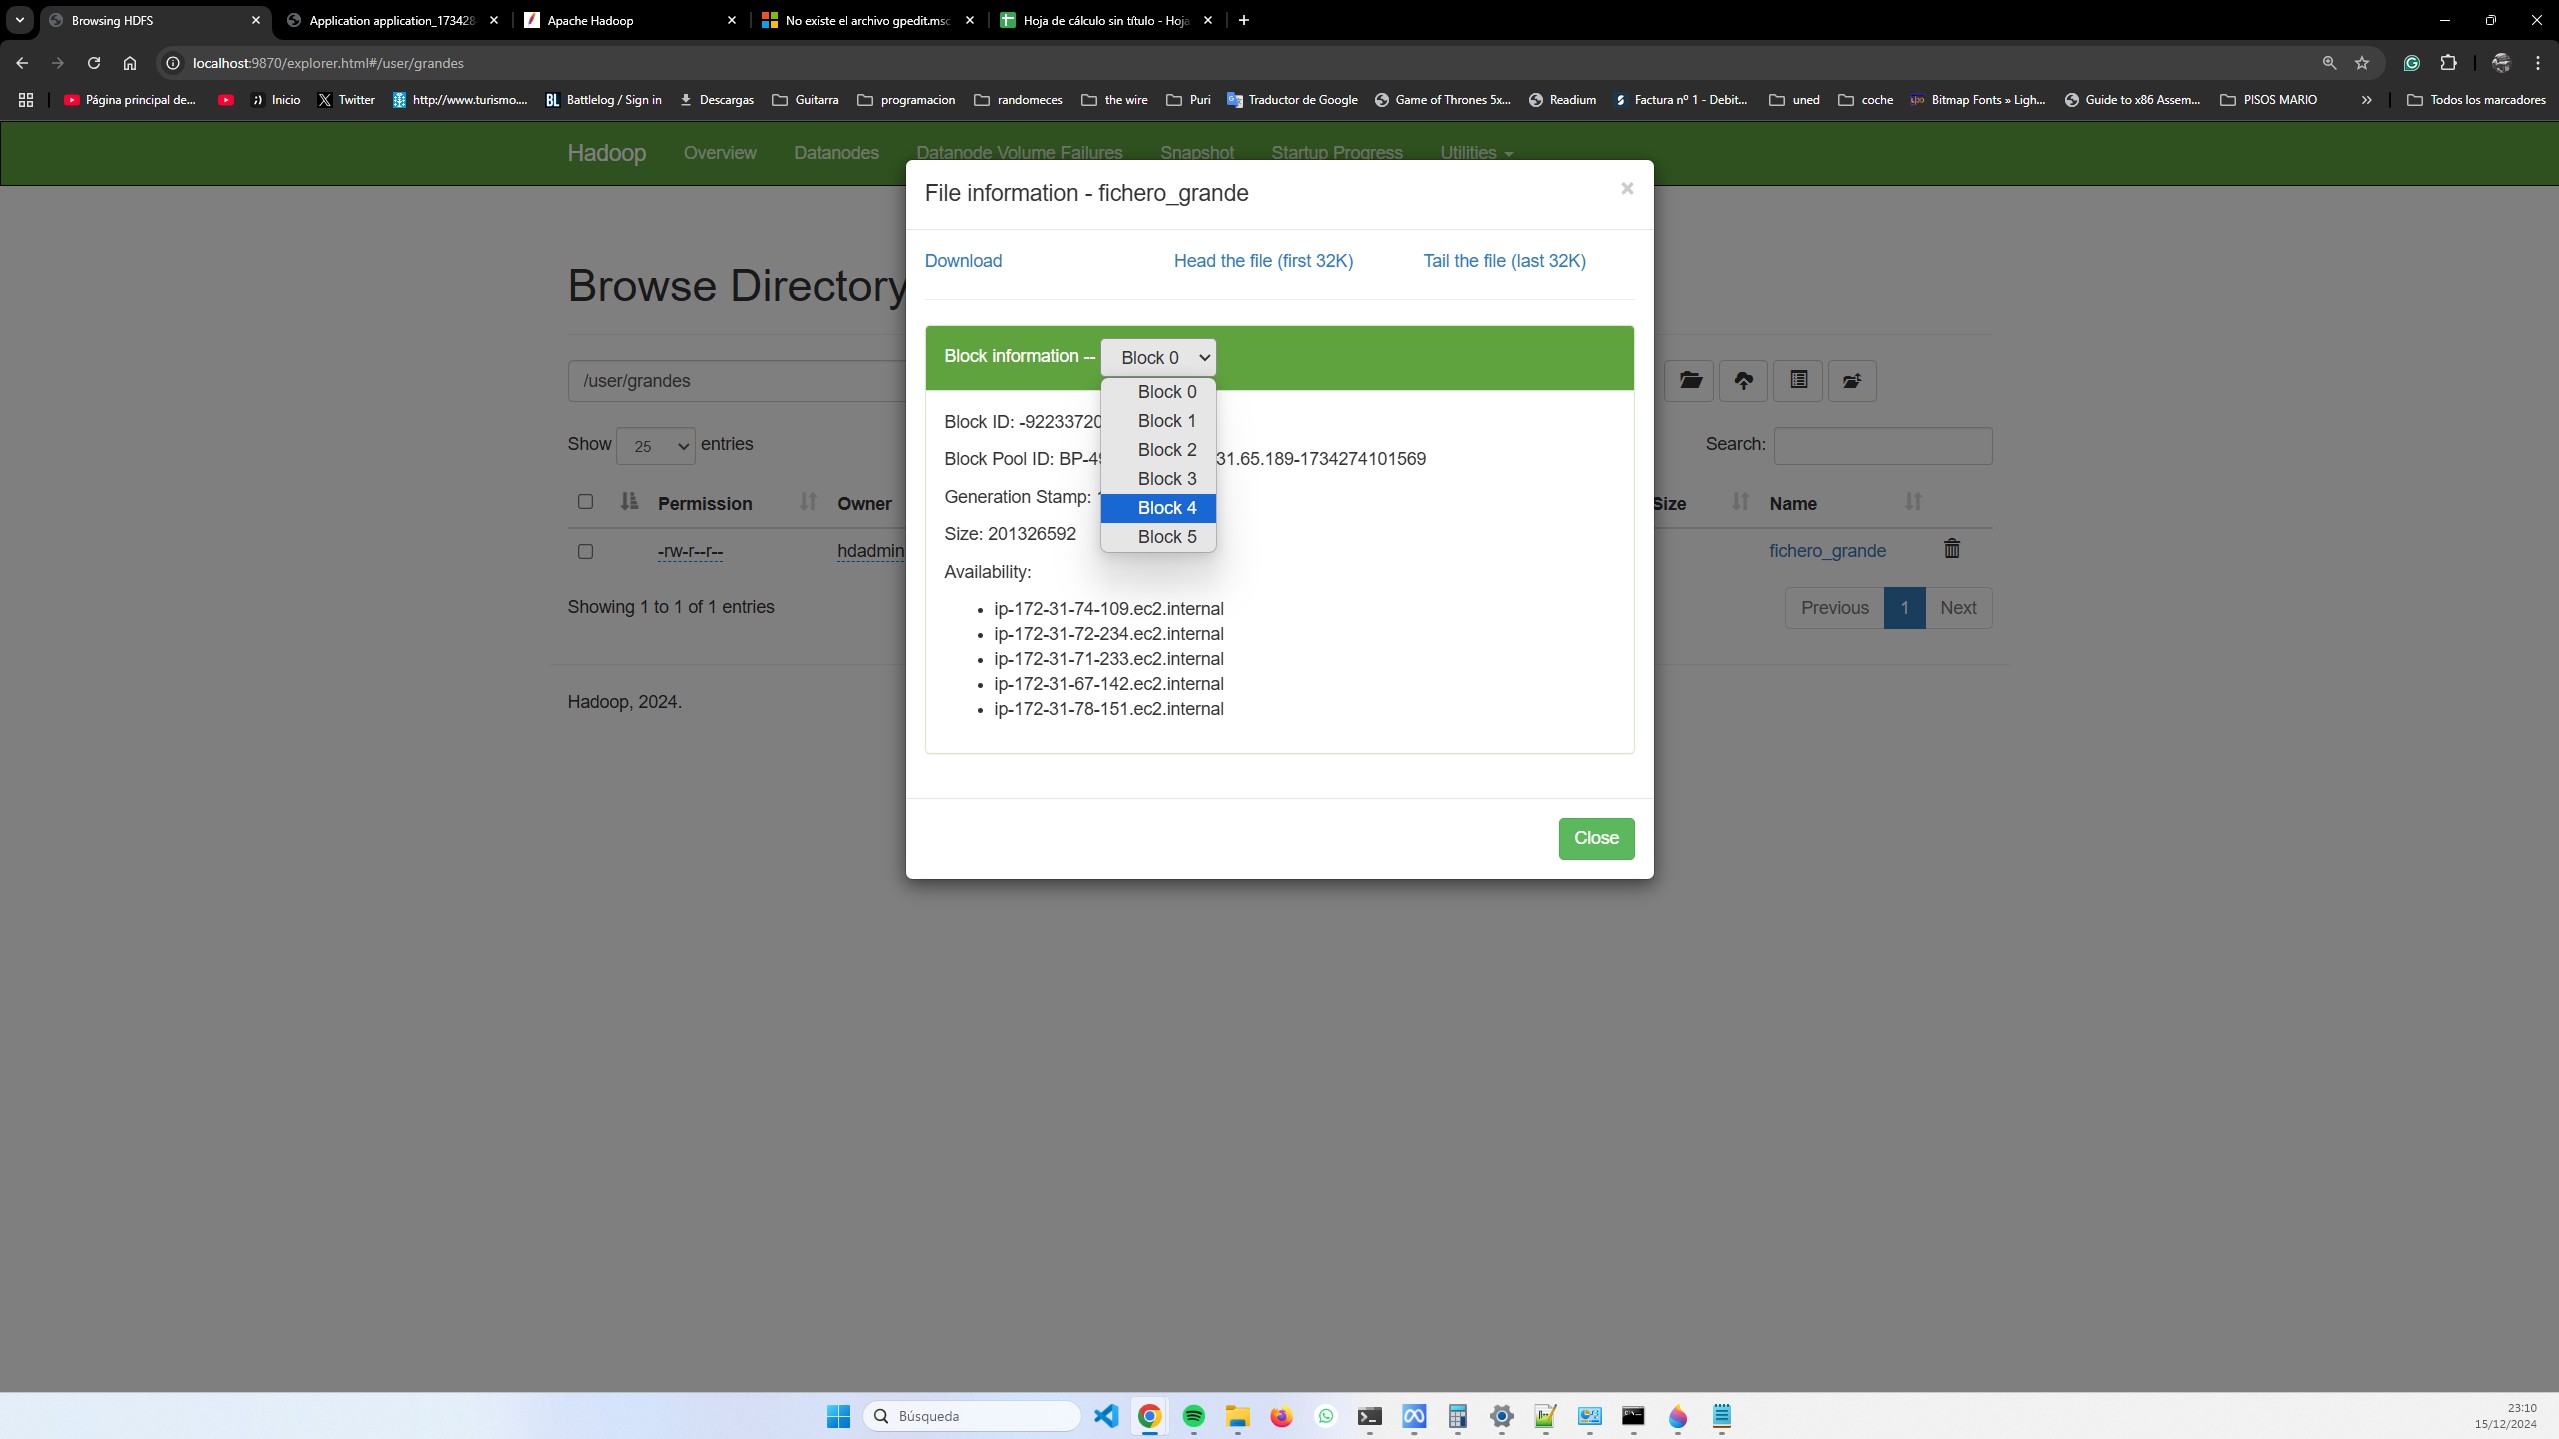 Browsing HDFS
Application application_173428
Apache Hadoop
No existe el archivo gpedit.msc
Hoja de cálculo sin título - Hoja
localhost:9870/explorer.html#/user/grandes
Página principal de...
Inicio
Twitter
http://www.turismo....
BL
Battlelog / Sign in
Descargas
Guitarra
programacion
randomeces
the wire
Puri
Traductor de Google
Game of Thrones 5x...
Readium
Factura nº 1 - Debit...
uned
coche
Bitmap Fonts » Ligh...
Guide to x86 Assem...
PISOS MARIO
»
Todos los marcadores
Hadoop
Overview
Datanodes
Datanode Volume Failures
Snapshot
Startup Progress
Utilities
File information - fichero_grande
×
Download
Head the file (first 32K)
Tail the file (last 32K)
Browse Directory
Block information --
Block 0
Block 0
Block 1
Block 2
Block 3
Block 4
Block 5
/user/grandes
Block ID: -92233720
Show
25
entries
Search:
Block Pool ID: BP-49
31.65.189-1734274101569
Generation Stamp:
Permission
Owner
Size
Name
Size: 201326592
-rw-r--r--
hdadmin
fichero_grande
Availability:
Showing 1 to 1 of 1 entries
Previous
1
Next
ip-172-31-74-109.ec2.internal
ip-172-31-72-234.ec2.internal
ip-172-31-71-233.ec2.internal
ip-172-31-67-142.ec2.internal
ip-172-31-78-151.ec2.internal
Hadoop, 2024.
Close
Búsqueda
23:10
15/12/2024